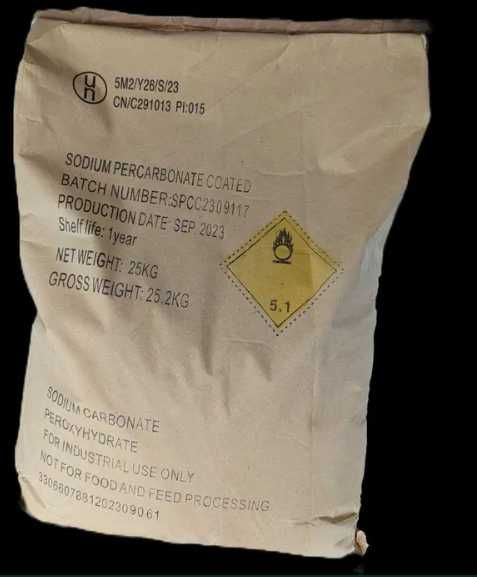 un
5M2/Y26/S/23
CN/C291013 PI:015
SODIUM PERCARBONATE COATED
BATCH NUMBER:SPCC2309117
PRODUCTION DATE: SEP 2023
Shelf life: 1year
NET WEIGHT: 25KG
GROSS WEIGHT: 25.2KG
5.1
SODIUM CARBONATE
PEROXYHYDRATE
FOR INDUSTRIAL USE ONLY
NOT FOR FOOD AND FEED PROCESSING
3306607881202309061